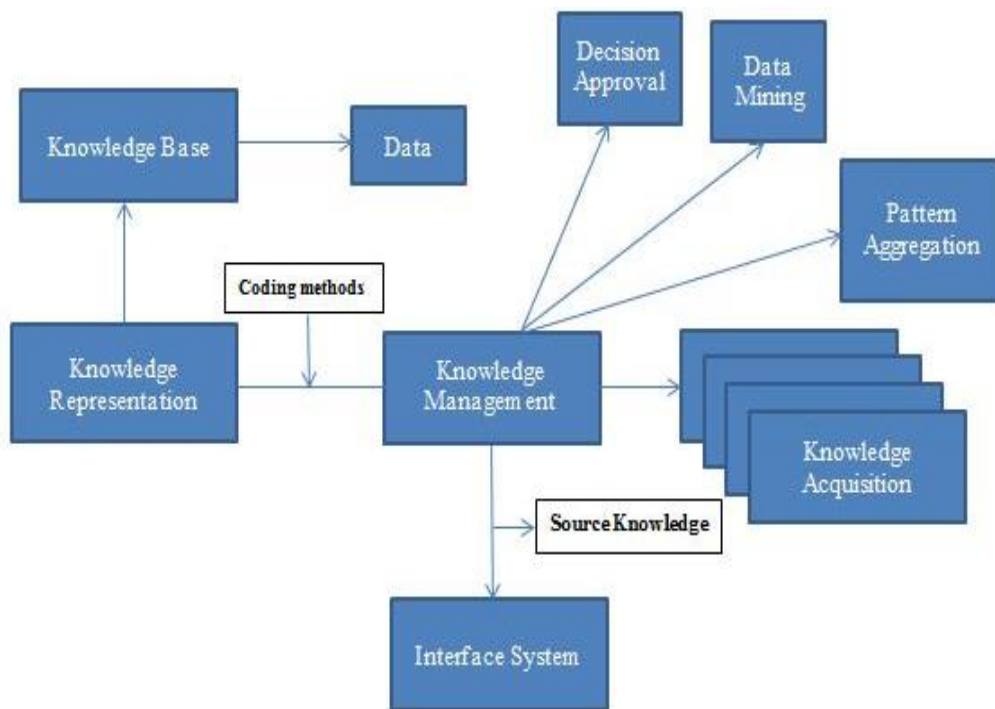 Decision
Approval
Data
Mining
Knowledge Base
Data
Pattern
Aggregation
Coding methods
Knowledge
Representation
Knowledge
Management
Knowledge
Acquisition
Source Knowledge
Interface System